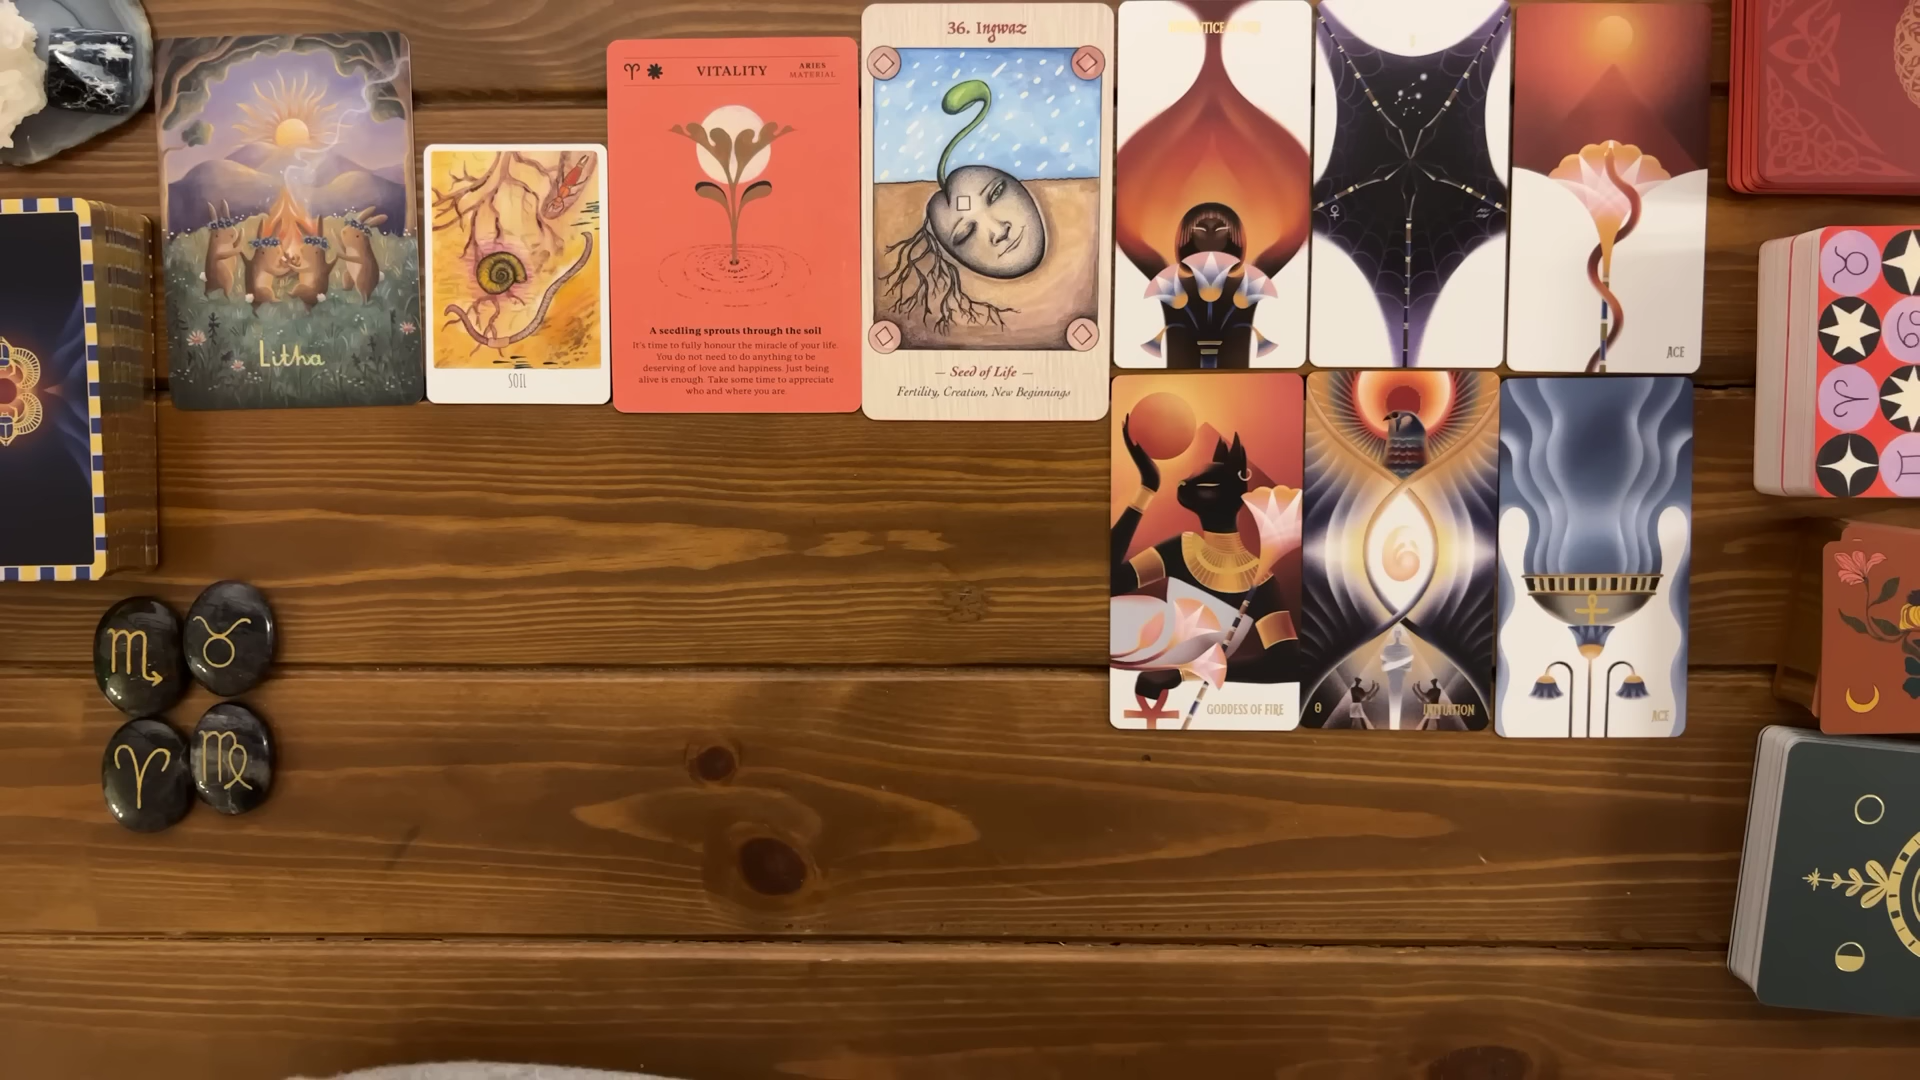 Litha
SOIL
VITALITY
ARIES
MATERIAL
A seedling sprouts through the soil
It's time to fully honour the miracle of your life.
You do not need to do anything to be
deserving of love and happiness. Just being
alive is enough. Take some time to appreciate
who and where you are.
36. Ingwaz
— Seed of Life —
Fertility, Creation, New Beginnings
ACE
GODDESS OF FIRE
0
INITIATION
ACE